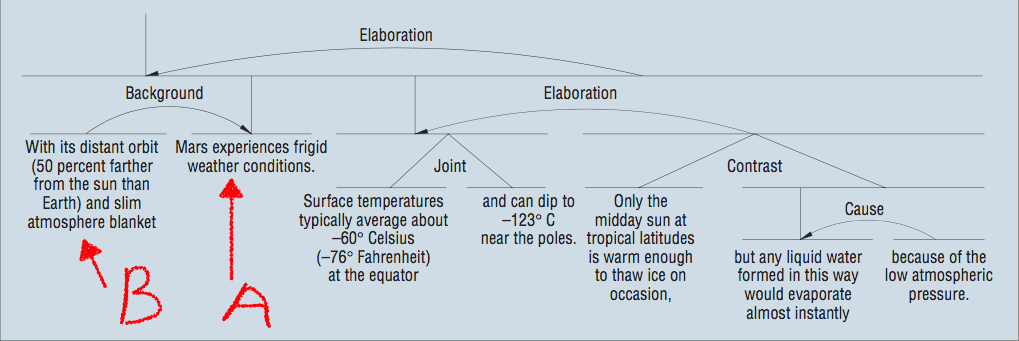 Elaboration
Background
Elaboration
With its distant orbit
(50 percent farther
from the sun than
Earth) and slim
atmosphere blanket
Mars experiences frigid
weather conditions.
Joint
Contrast
Surface temperatures
typically average about
–60° Celsius
(–76° Fahrenheit)
at the equator
and can dip to
–123° C
near the poles.
Only the
midday sun at
tropical latitudes
is warm enough
to thaw ice on
occasion,
Cause
but any liquid water
formed in this way
would evaporate
almost instantly
because of the
low atmospheric
pressure.
B
A